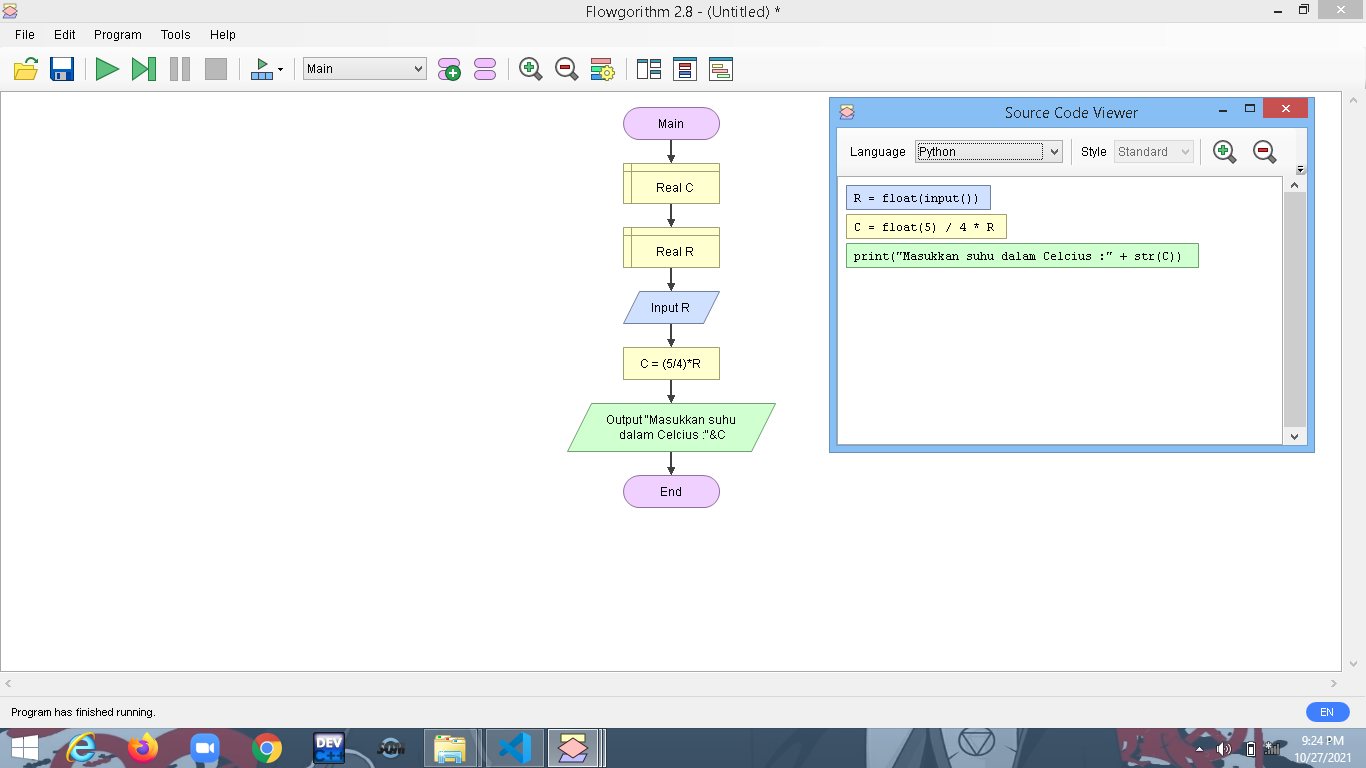 Flowgorithm 2.8 - (Untitled) *
File Edit Program Tools Help
Main
Main
Real C
Real R
Input R
C = (5/4)*R
Output "Masukkan suhu
dalam Celcius :"&C
End
Source Code Viewer
Language Python Style Standard
R = float(input())
C = float(5) / 4 * R
print("Masukkan suhu dalam Celcius :" + str(C))
Program has finished running.
EN
DEV
C++
9:24 PM
10/27/2021